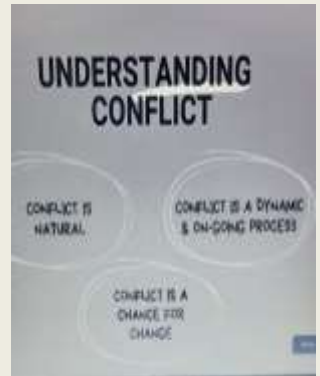 UNDERSTANDING
CONFLICT
CONFLICT IS
NATURAL
CONFLICT IS A DYNAMIC
& ON-GOING PROCESS
CONFLICT IS A
CHANCE FOR
CHANGE